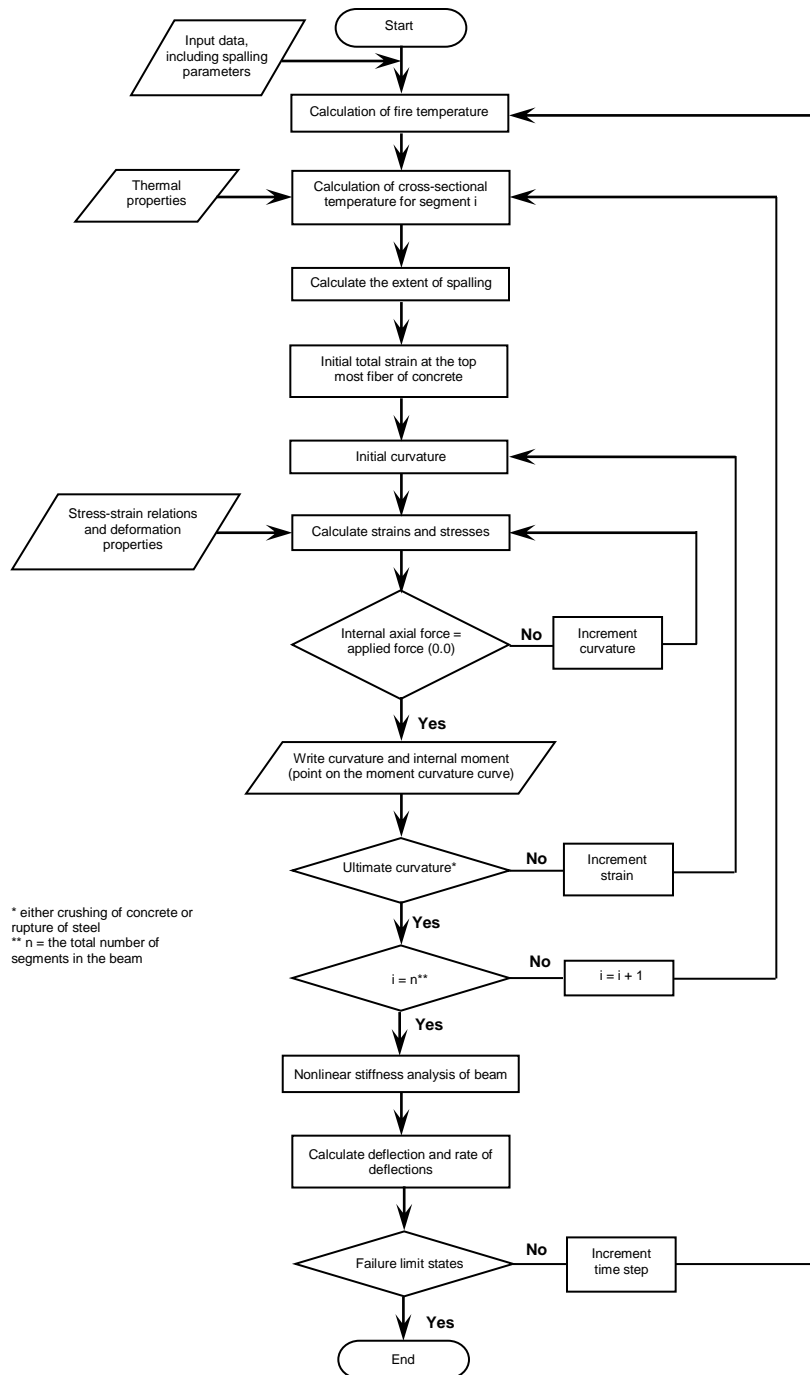 Start
Input data,
including spalling
parameters
Calculation of fire temperature
Thermal
properties
Calculation of cross-sectional
temperature for segment i
Calculate the extent of spalling
Initial total strain at the top
most fiber of concrete
Initial curvature
Stress-strain relations
and deformation
properties
Calculate strains and stresses
Internal axial force =
applied force (0.0)
No
Increment
curvature
Yes
Write curvature and internal moment
(point on the moment curvature curve)
Ultimate curvature*
No
Increment
strain
Yes
* either crushing of concrete or
rupture of steel
** n = the total number of
segments in the beam
i = n**
No
i = i + 1
Yes
Nonlinear stiffness analysis of beam
Calculate deflection and rate of
deflections
Failure limit states
No
Increment
time step
Yes
End